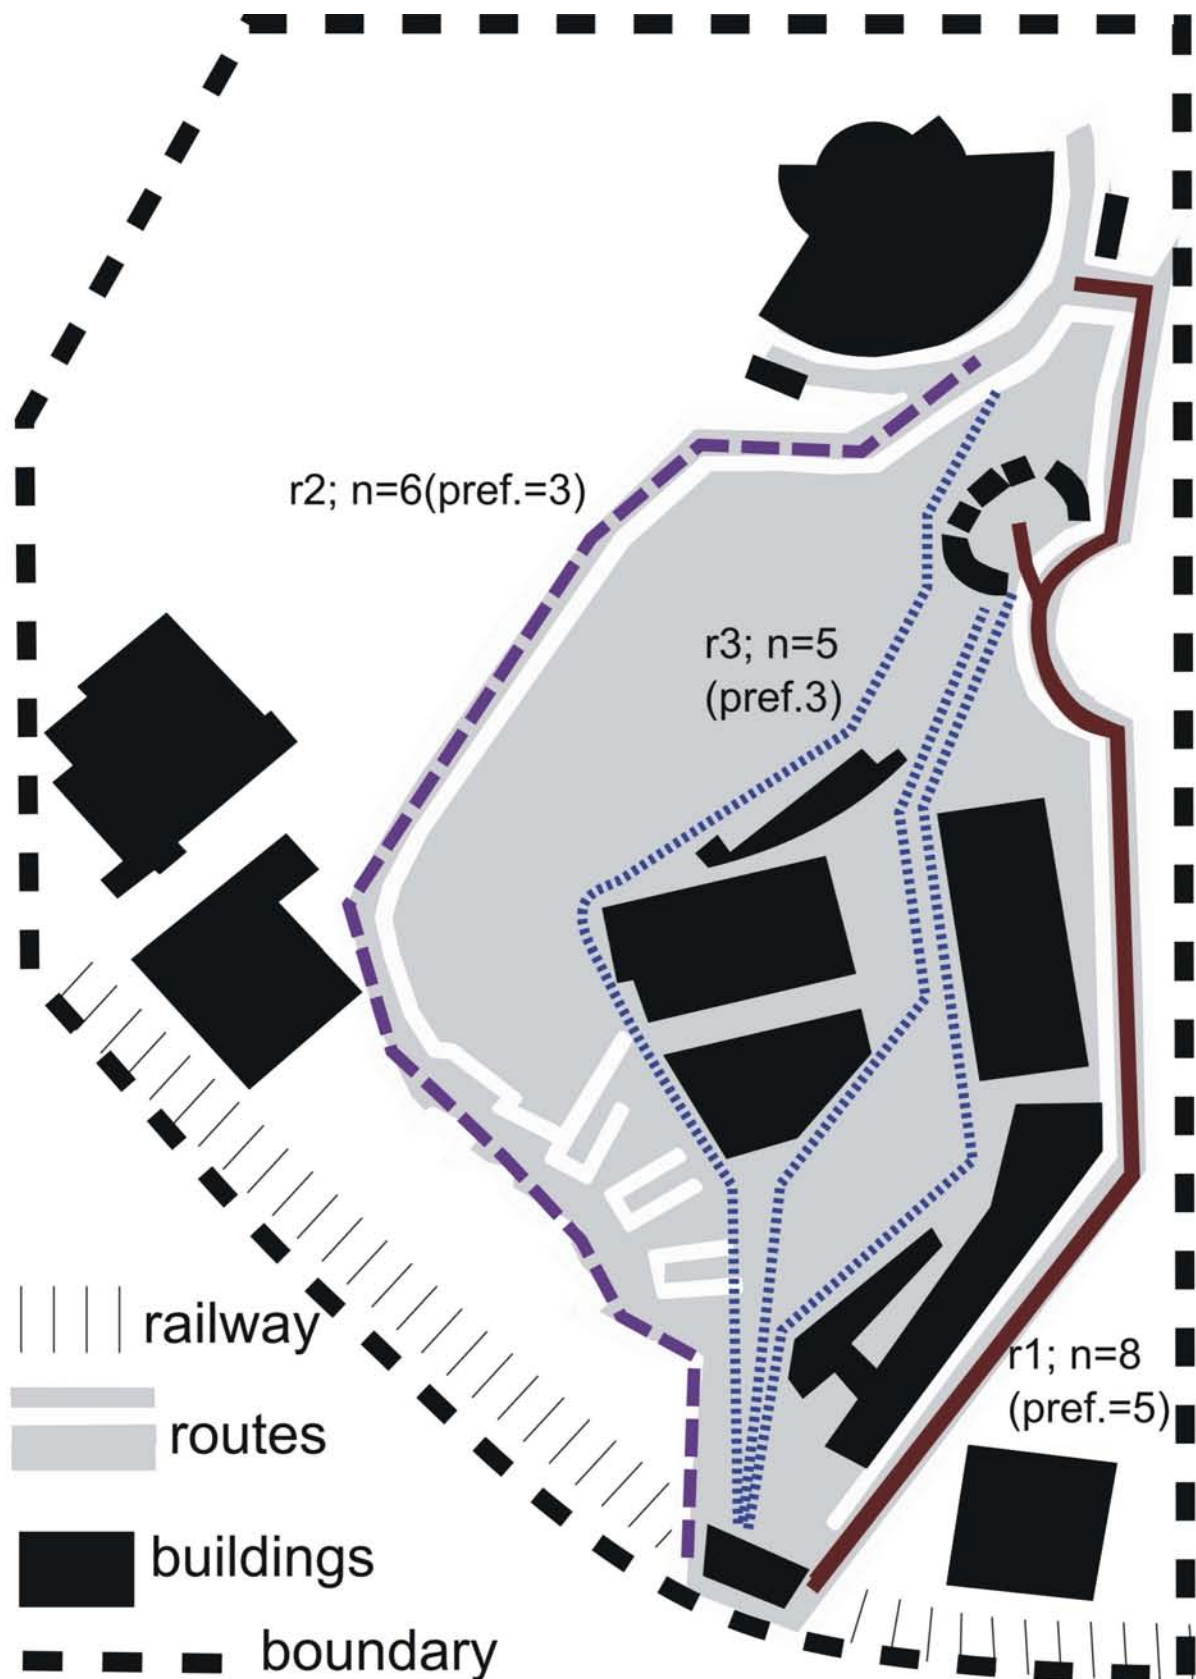 r2; n=6(pref.=3)
r3; n=5
(pref.3)
railway
r1; n=8
(pref.=5)
routes
buildings
boundary